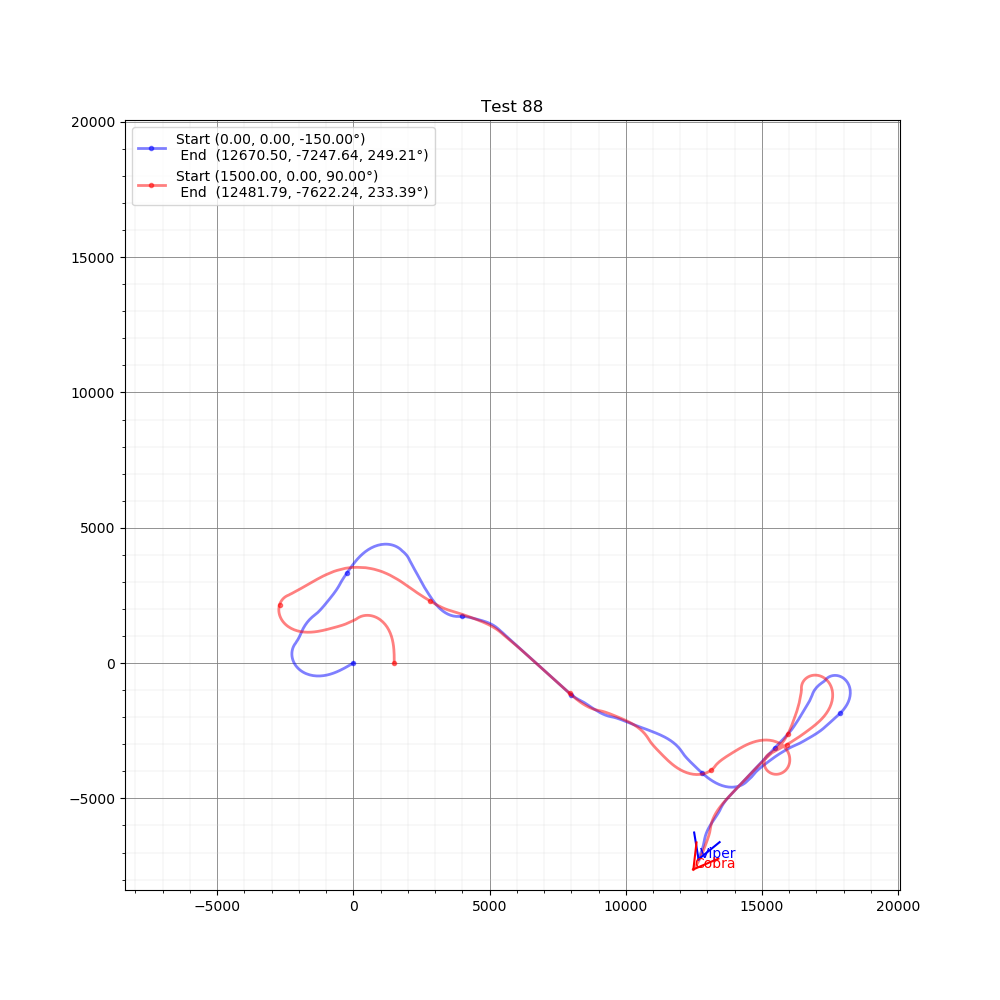 Test 88
Start (0.00, 0.00, -150.00°)
End (12670.50, -7247.64, 249.21°)
Start (1500.00, 0.00, 90.00°)
End (12481.79, -7622.24, 233.39°)
20000
15000
10000
5000
0
−5000
Viper
Cobra
−5000 0 5000 10000 15000 20000